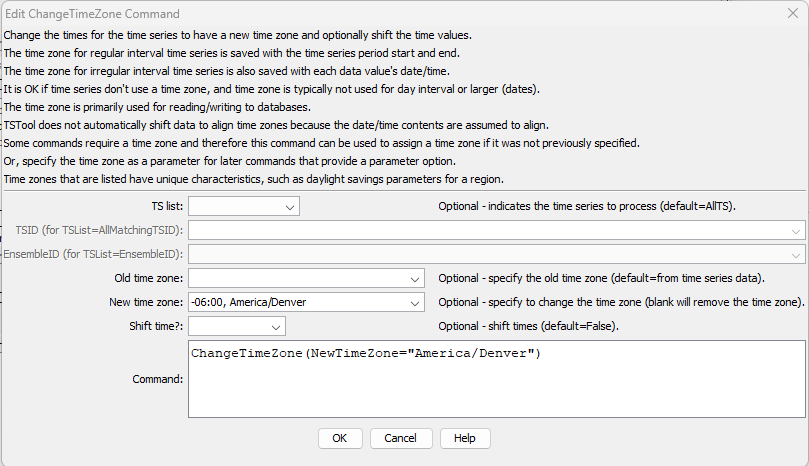 Edit ChangeTimeZone Command
Change the times for the time series to have a new time zone and optionally shift the time values.
The time zone for regular interval time series is saved with the time series period start and end.
The time zone for irregular interval time series is also saved with each data value's date/time.
It is OK if time series don't use a time zone, and time zone is typically not used for day interval or larger (dates).
The time zone is primarily used for reading/writing to databases.
TSTool does not automatically shift data to align time zones because the date/time contents are assumed to align.
Some commands require a time zone and therefore this command can be used to assign a time zone if it was not previously specified.
Or, specify the time zone as a parameter for later commands that provide a parameter option.
Time zones that are listed have unique characteristics, such as daylight savings parameters for a region.
TS list: Optional - indicates the time series to process (default=AllTS).
TSID (for TSList=AllMatchingTSID):
EnsembleID (for TSList=EnsembleID):
Old time zone: Optional - specify the old time zone (default=from time series data).
New time zone: -06:00, America/Denver Optional - specify to change the time zone (blank will remove the time zone).
Shift time?: Optional - shift times (default=False).
ChangeTimeZone(NewTimeZone="America/Denver")
Command:
OK Cancel Help